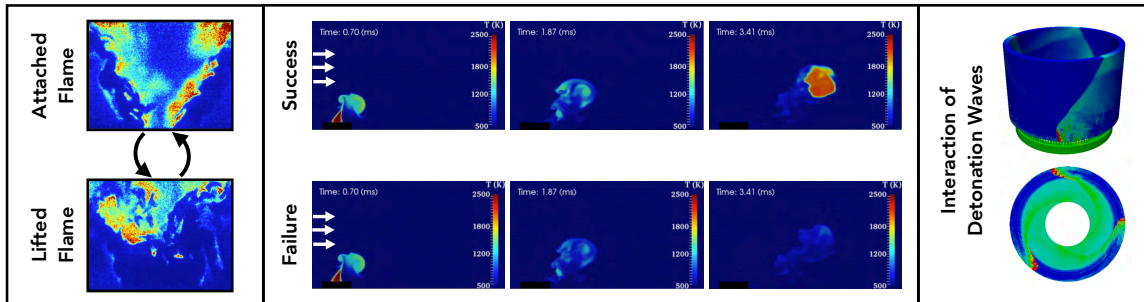 Attached
Flame
Lifted
Flame
Success
Time: 0.70 (ms)
T (K)
2500
1800
1200
500
Time: 1.87 (ms)
T (K)
2500
1800
1200
500
Time: 3.41 (ms)
T (K)
2500
1800
1200
500
Failure
Time: 0.70 (ms)
T (K)
2500
1800
1200
500
Time: 1.87 (ms)
T (K)
2500
1800
1200
500
Time: 3.41 (ms)
T (K)
2500
1800
1200
500
Interaction of
Detonation Waves